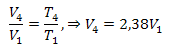 V₄/V₁ = T₄/T₁, ⇒ V₄ = 2,38V₁